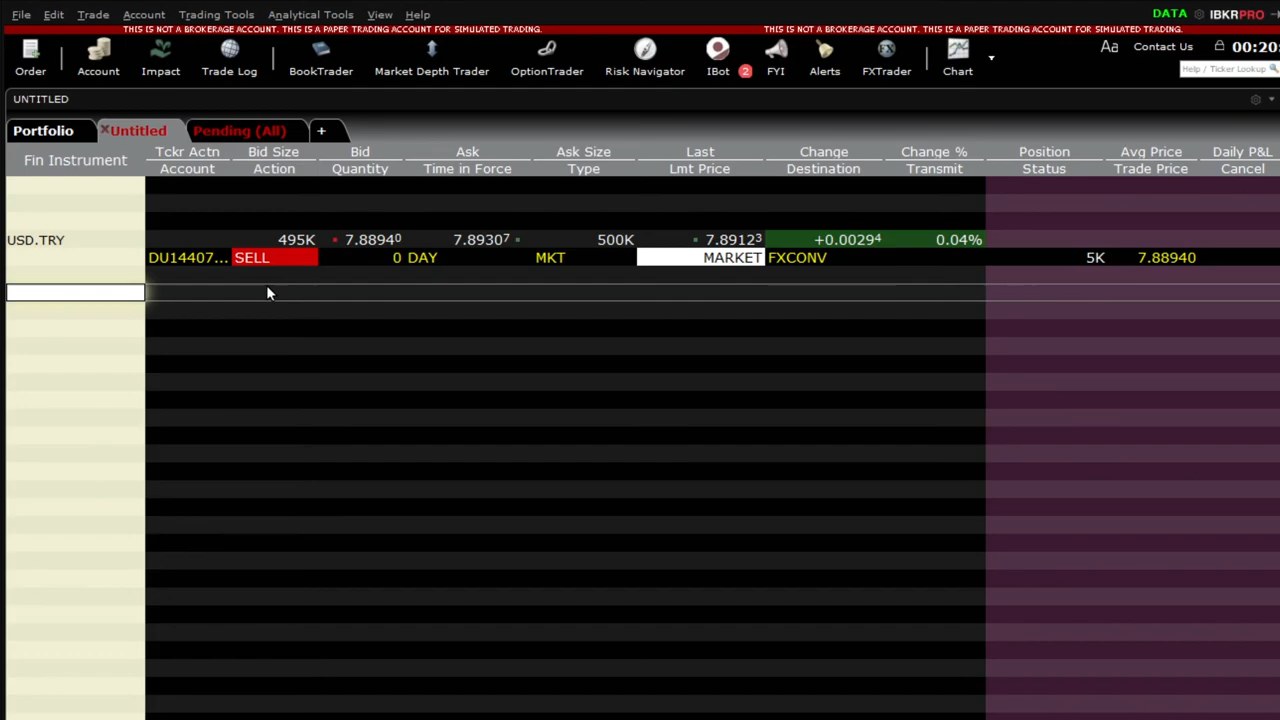 File Edit Trade Account Trading Tools Analytical Tools View Help DATA IBKRPRO
THIS IS NOT A BROKERAGE ACCOUNT. THIS IS A PAPER TRADING ACCOUNT FOR SIMULATED TRADING. THIS IS NOT A BROKERAGE ACCOUNT. THIS IS A PAPER TRADING ACCOUNT FOR SIMULATED TRADING.
Aa Contact Us 00:20
Order Account Impact Trade Log BookTrader Market Depth Trader OptionTrader Risk Navigator IBot 2 FYI Alerts FXTrader Chart Help / Ticker Lookup
UNTITLED
Portfolio Untitled Pending (All) +
Fin Instrument Tckr Actn Bid Size Bid Ask Ask Size Last Change Change % Position Avg Price Daily P&L
Account Action Quantity Time in Force Type Lmt Price Destination Transmit Status Trade Price Cancel
USD.TRY 495K 7.88940 7.89307 500K 7.89123 +0.00294 0.04%
DU14407... SELL 0 DAY MKT MARKET FXCONV 5K 7.88940